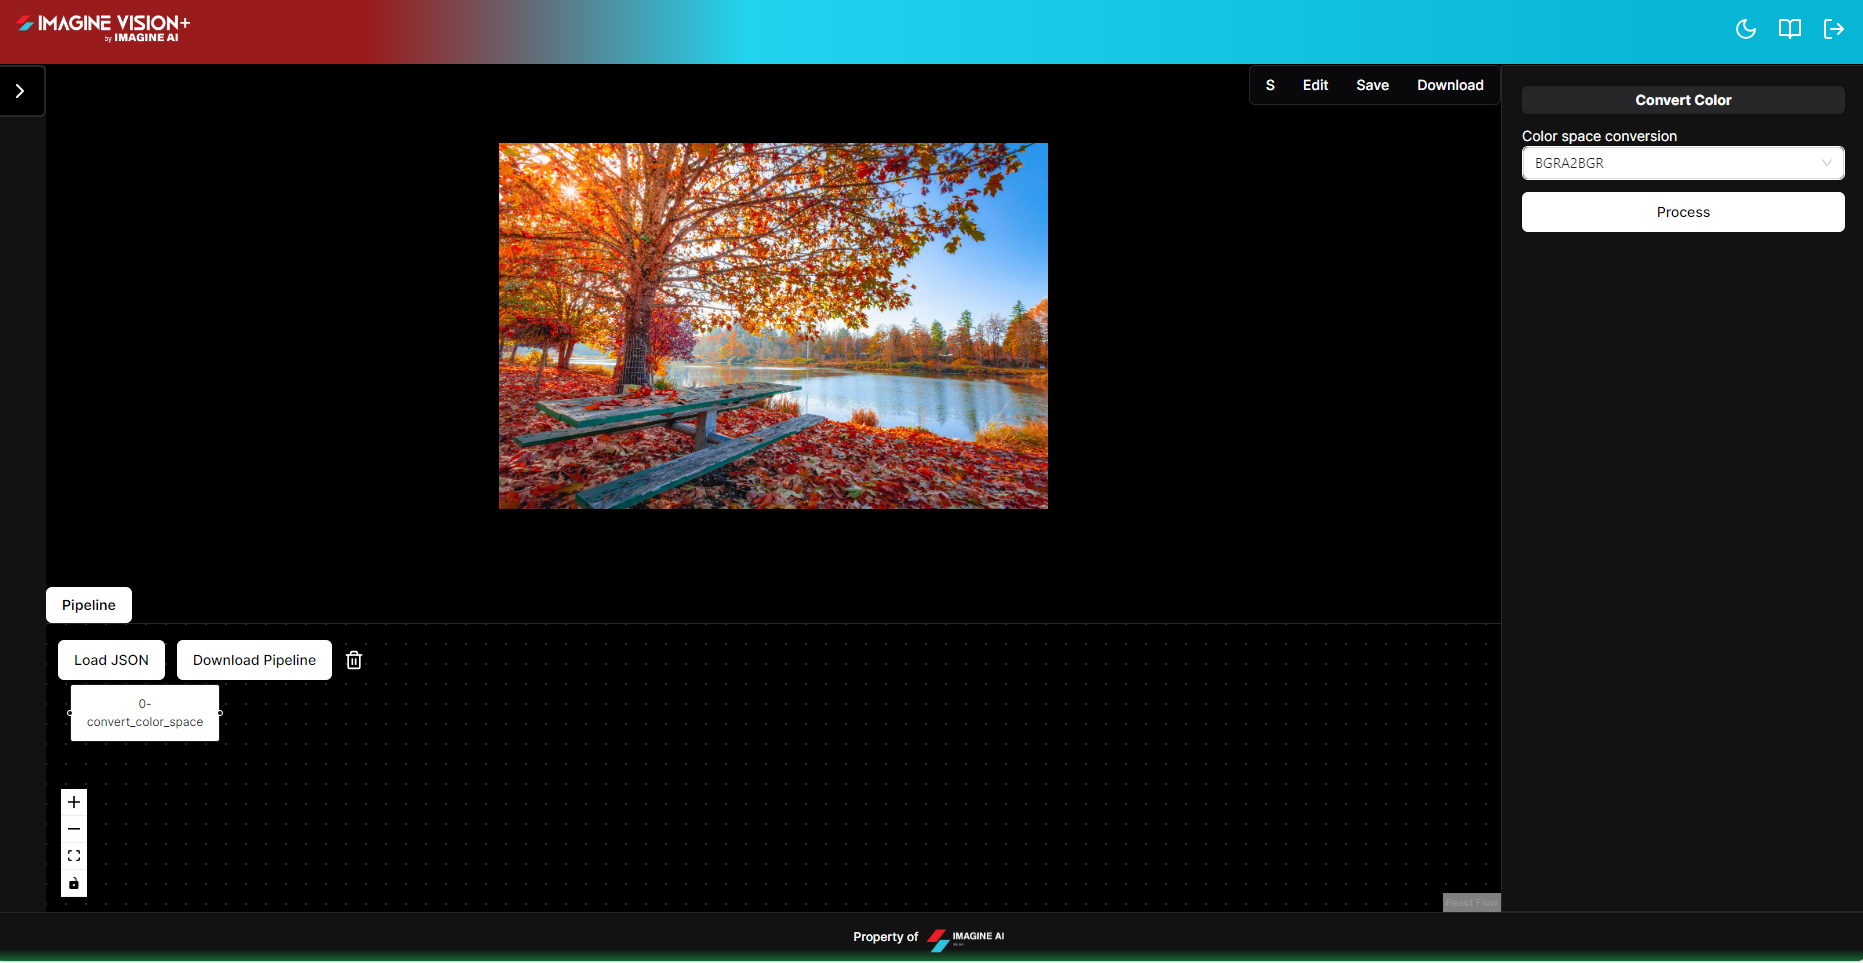 IMAGINE VISION+
by IMAGINE AI
S Edit Save Download
Convert Color
Color space conversion
BGRA2BGR
Process
Pipeline
Load JSON Download Pipeline
0-
convert_color_space
React Flow
Property of IMAGINE AI